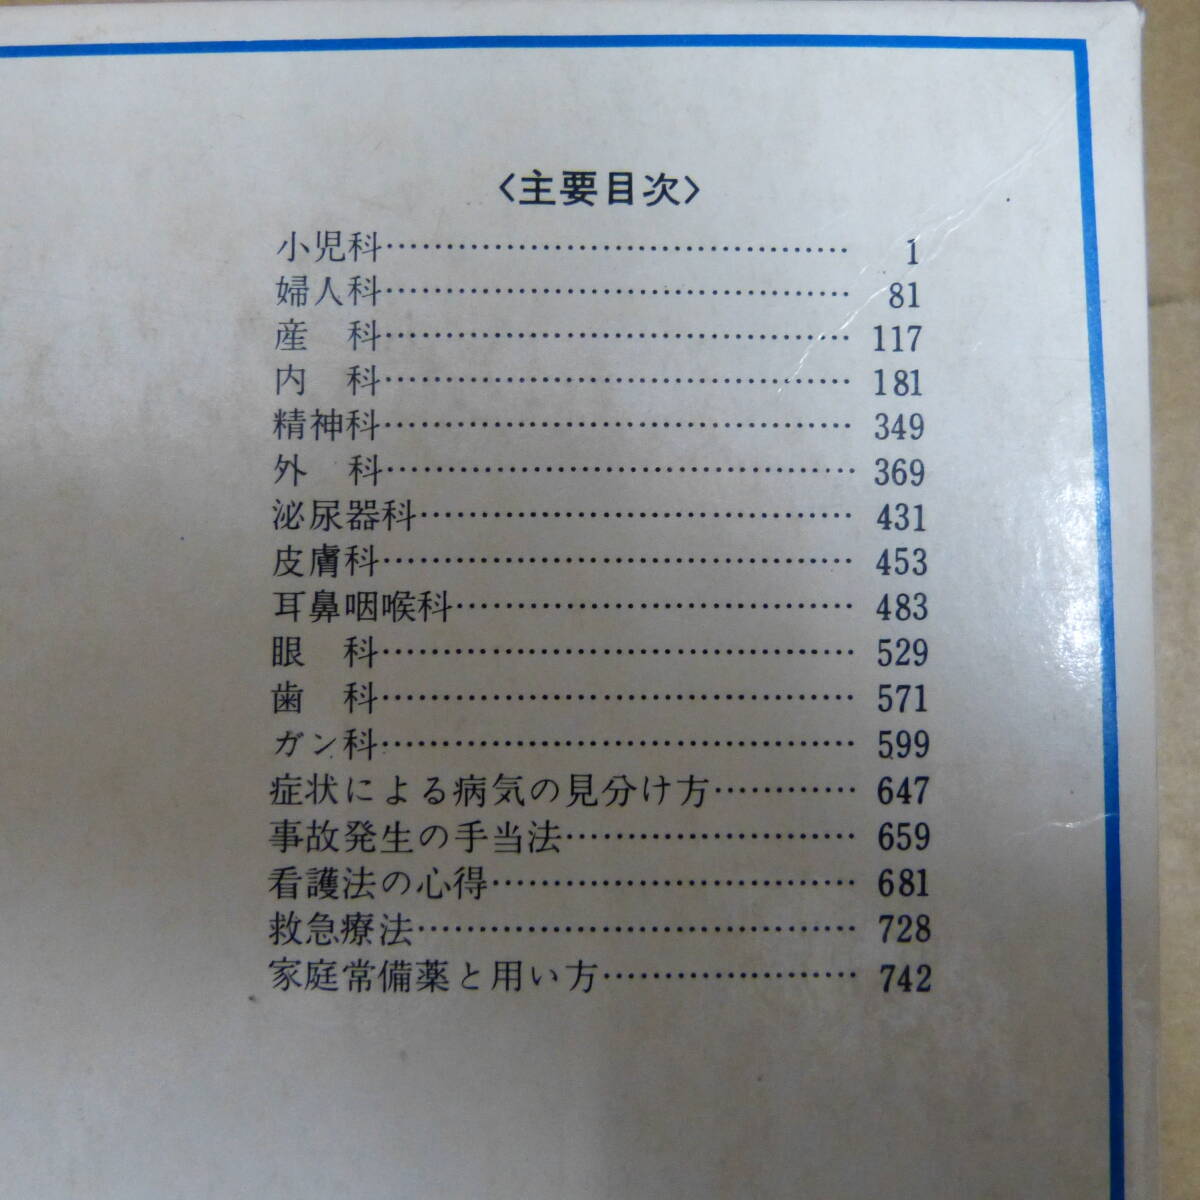 〈主要目次〉
小児科…………………………………… 1
婦人科…………………………………… 81
産　科…………………………………… 117
内　科…………………………………… 181
精神科…………………………………… 349
外　科…………………………………… 369
泌尿器科………………………………… 431
皮膚科…………………………………… 453
耳鼻咽喉科……………………………… 483
眼　科…………………………………… 529
歯　科…………………………………… 571
ガン科…………………………………… 599
症状による病気の見分け方………… 647
事故発生の手当法…………………… 659
看護法の心得………………………… 681
救急療法……………………………… 728
家庭常備薬と用い方………………… 742